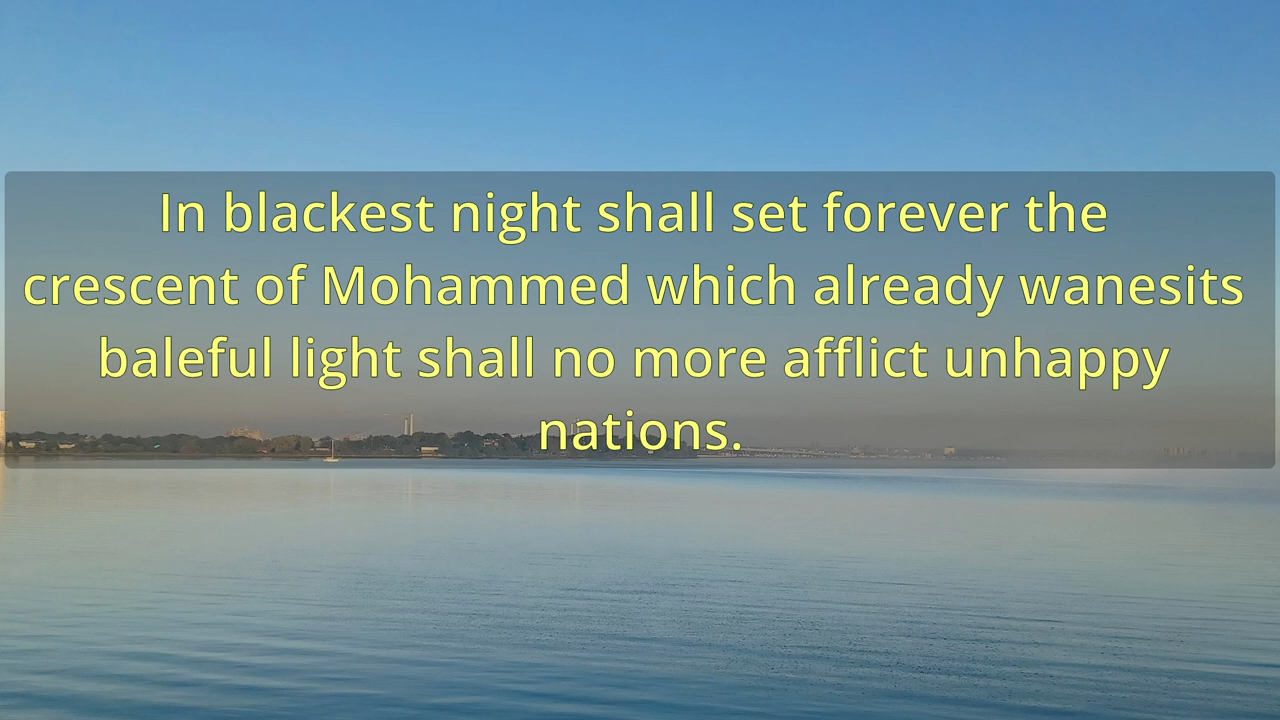 In blackest night shall set forever the
crescent of Mohammed which already wanesits
baleful light shall no more afflict unhappy
nations.